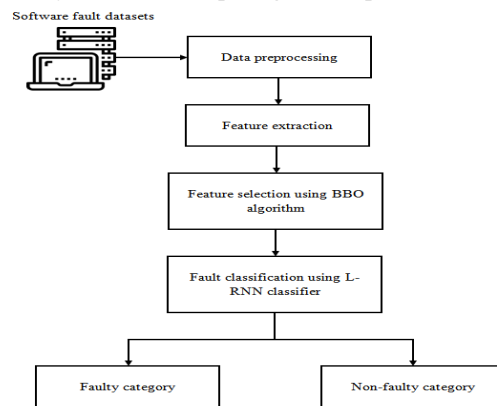 Software fault datasets
Data preprocessing
Feature extraction
Feature selection using BBO
algorithm
Fault classification using L-
RNN classifier
Faulty category
Non-faulty category